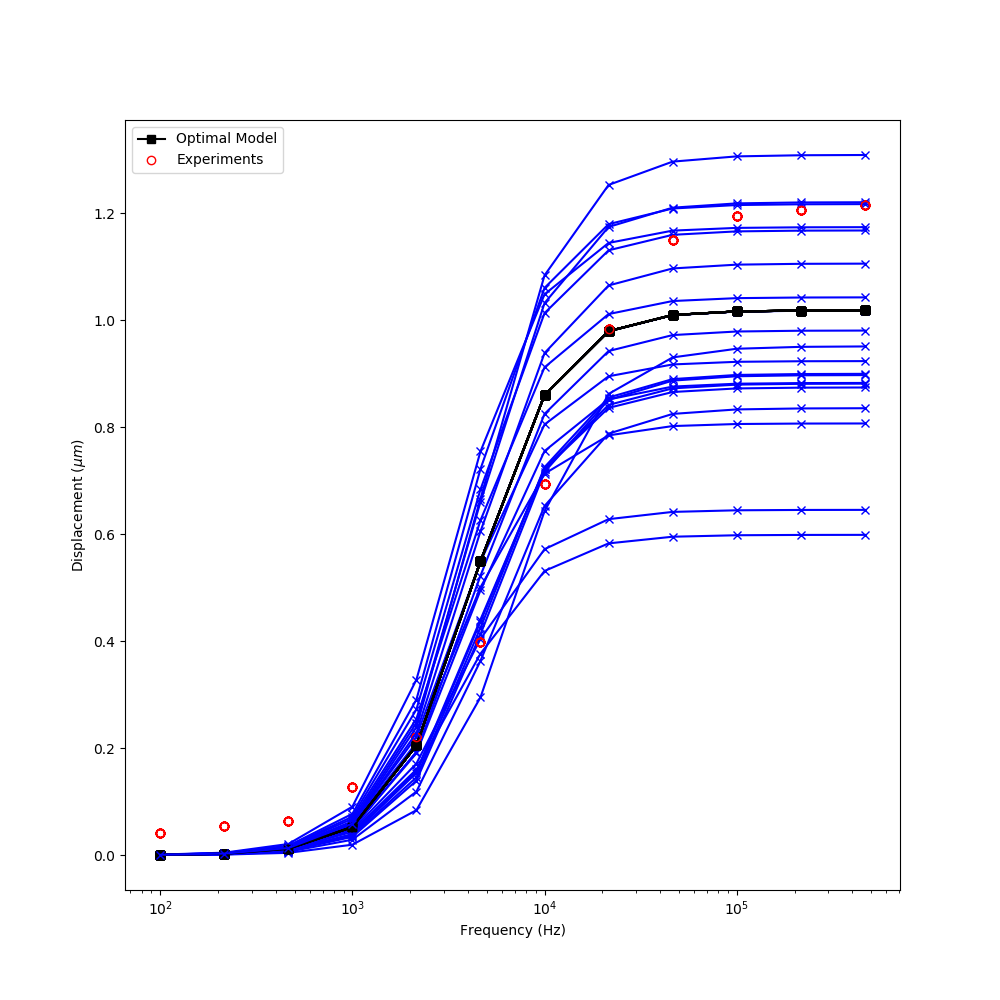 Optimal Model
Experiments
Displacement (μm)
1.2
1.0
0.8
0.6
0.4
0.2
0.0
10² 10³ 10⁴ 10⁵
Frequency (Hz)